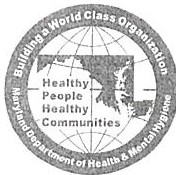 Building a World Class Organization
Healthy
People
Healthy
Communities
Maryland Department of Health & Mental Hygiene